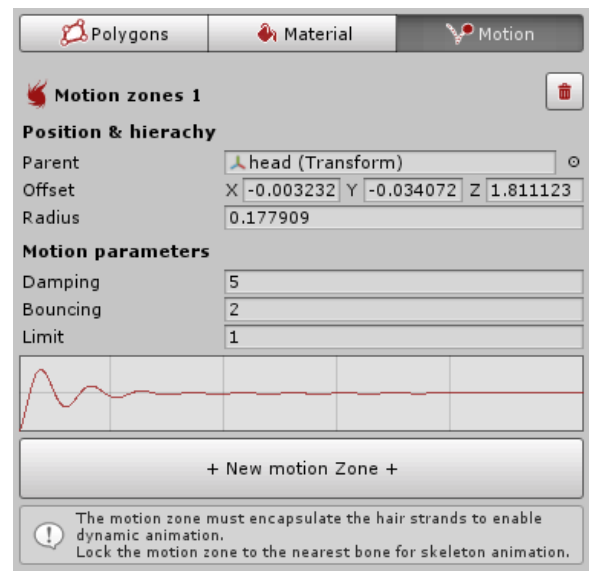 Polygons Material Motion
Motion zones 1
Position & hierachy
Parent head (Transform)
Offset X -0.003232 Y -0.034072 Z 1.811123
Radius 0.177909
Motion parameters
Damping 5
Bouncing 2
Limit 1
+ New motion Zone +
The motion zone must encapsulate the hair strands to enable
dynamic animation.
Lock the motion zone to the nearest bone for skeleton animation.